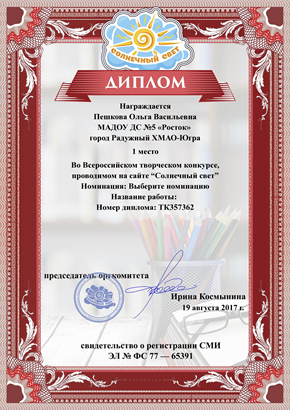 СОЛНЕЧНЫЙ СВЕТ
ДИПЛОМ
Награждается
Пешкова Ольга Васильевна
МАДОУ ДС №5 «Росток»
город Радужный ХМАО-Югра
1 место
Во Всероссийском творческом конкурсе,
проводимом на сайте “Солнечный свет”
Номинация: Выберите номинацию
Название работы:
Номер диплома: ТК357362
председатель оргкомитета
Ирина Космынина
19 августа 2017 г.
свидетельство о регистрации СМИ
ЭЛ № ФС 77 — 65391